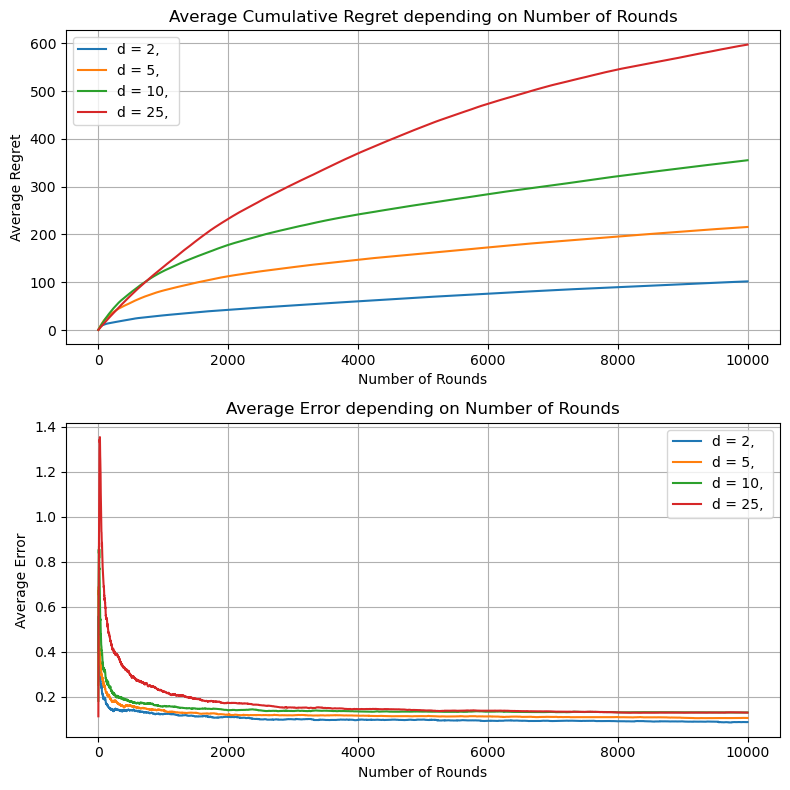 Average Cumulative Regret depending on Number of Rounds
Average Regret
600
500
400
300
200
100
0
d = 2,
d = 5,
d = 10,
d = 25,
0 2000 4000 6000 8000 10000
Number of Rounds
Average Error depending on Number of Rounds
Average Error
1.4
1.2
1.0
0.8
0.6
0.4
0.2
d = 2,
d = 5,
d = 10,
d = 25,
0 2000 4000 6000 8000 10000
Number of Rounds